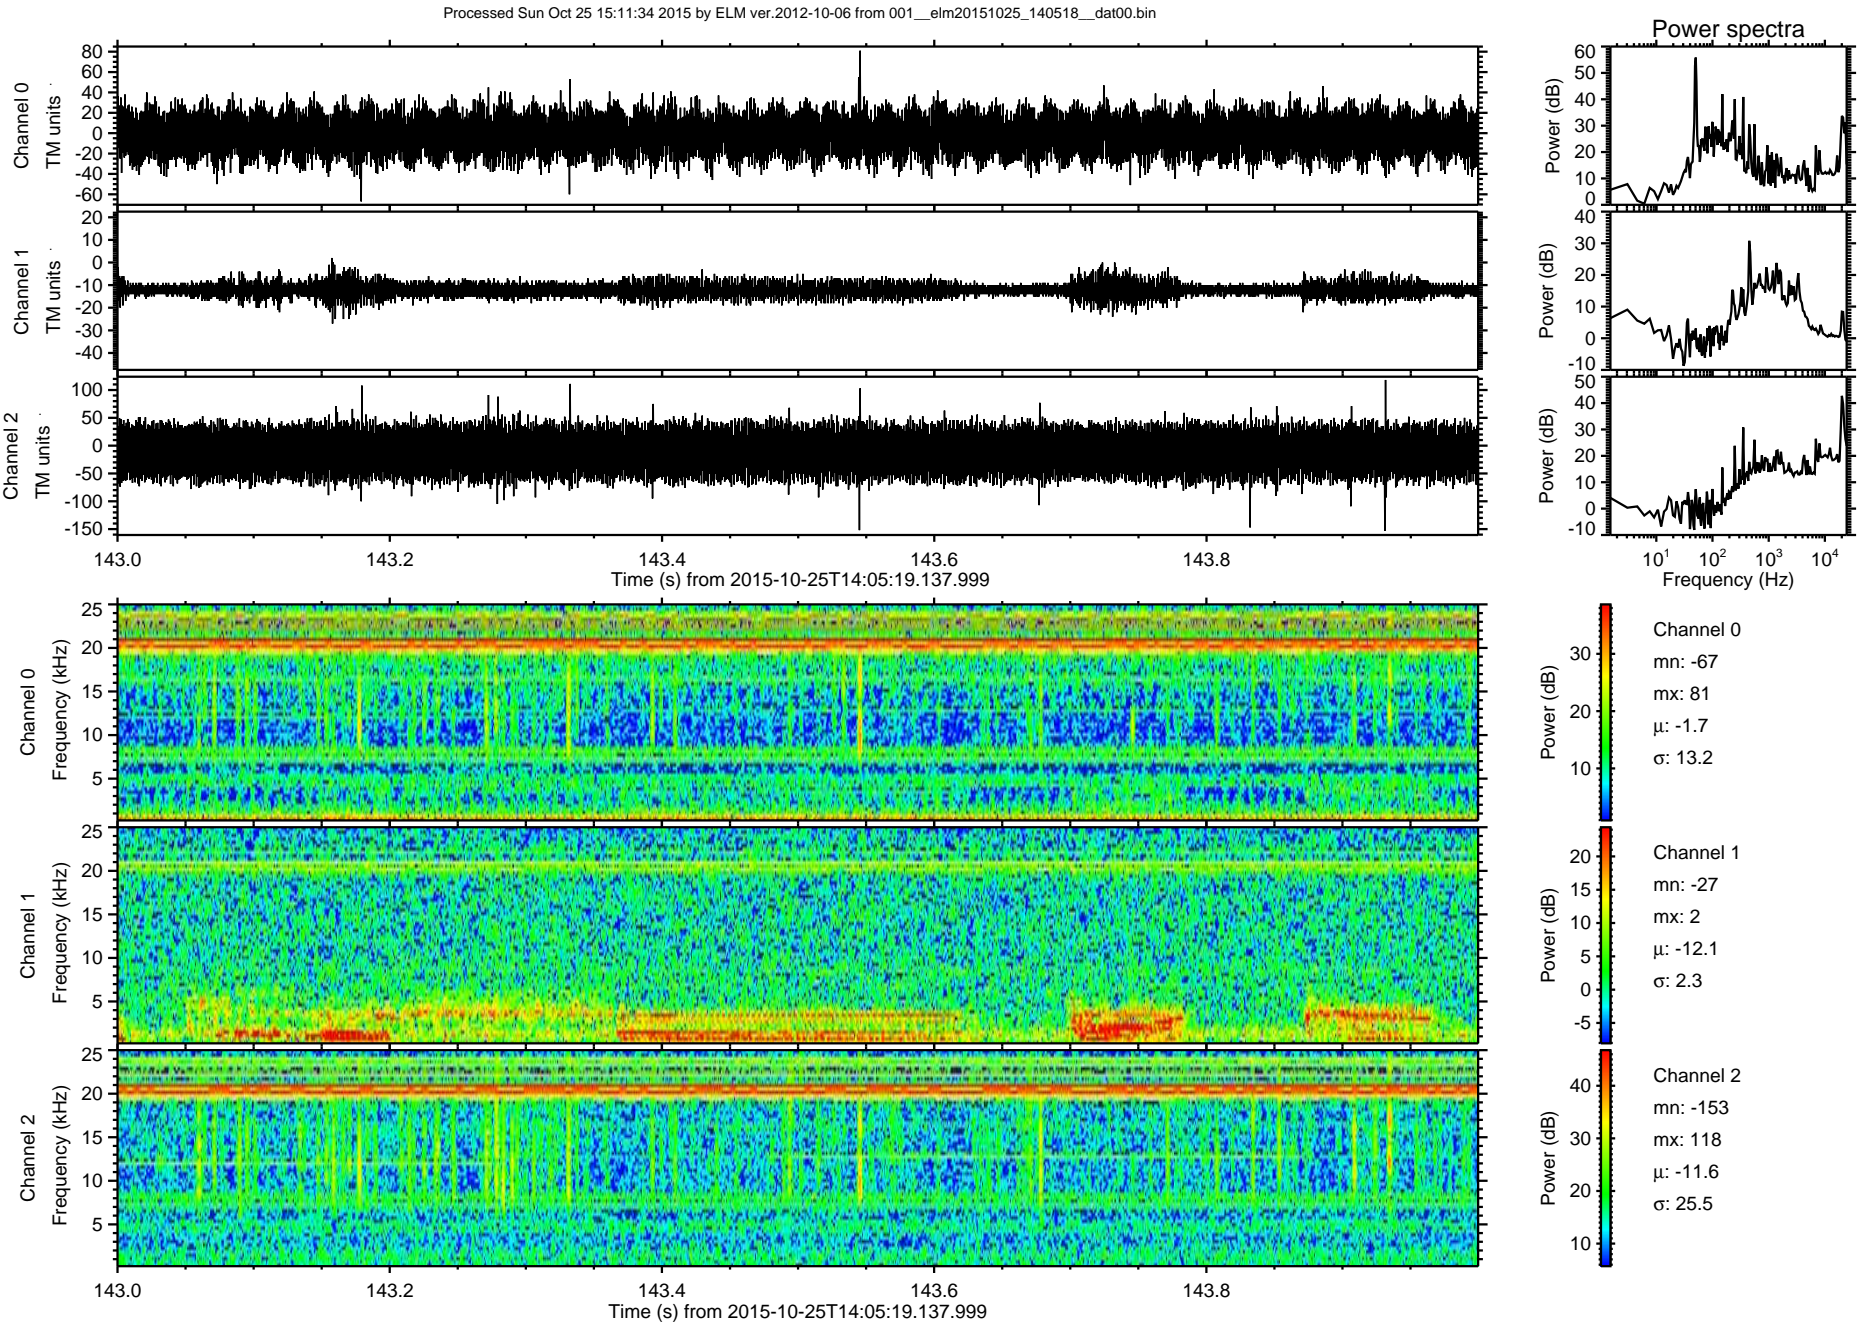 Processed Sun Oct 25 15:11:34 2015 by ELM ver.2012-10-06 from 001__elm20151025_140518__dat00.bin
Power spectra
Channel 0
TM units
80
60
40
20
0
-20
-40
-60
Power (dB)
60
50
40
30
20
10
0
Channel 1
TM units
20
10
0
-10
-20
-30
-40
Power (dB)
40
30
20
10
0
-10
Channel 2
TM units
100
50
0
-50
-100
-150
Power (dB)
50
40
30
20
10
0
-10
143.0 143.2 143.4 143.6 143.8
Time (s) from 2015-10-25T14:05:19.137.999
10^1 10^2 10^3 10^4
Frequency (Hz)
Channel 0
Frequency (kHz)
25
20
15
10
5
Power (dB)
30
20
10
Channel 0
mn: -67
mx: 81
μ: -1.7
σ: 13.2
Channel 1
Frequency (kHz)
25
20
15
10
5
Power (dB)
20
15
10
5
0
-5
Channel 1
mn: -27
mx: 2
μ: -12.1
σ: 2.3
Channel 2
Frequency (kHz)
25
20
15
10
5
Power (dB)
40
30
20
10
Channel 2
mn: -153
mx: 118
μ: -11.6
σ: 25.5
143.0 143.2 143.4 143.6 143.8
Time (s) from 2015-10-25T14:05:19.137.999